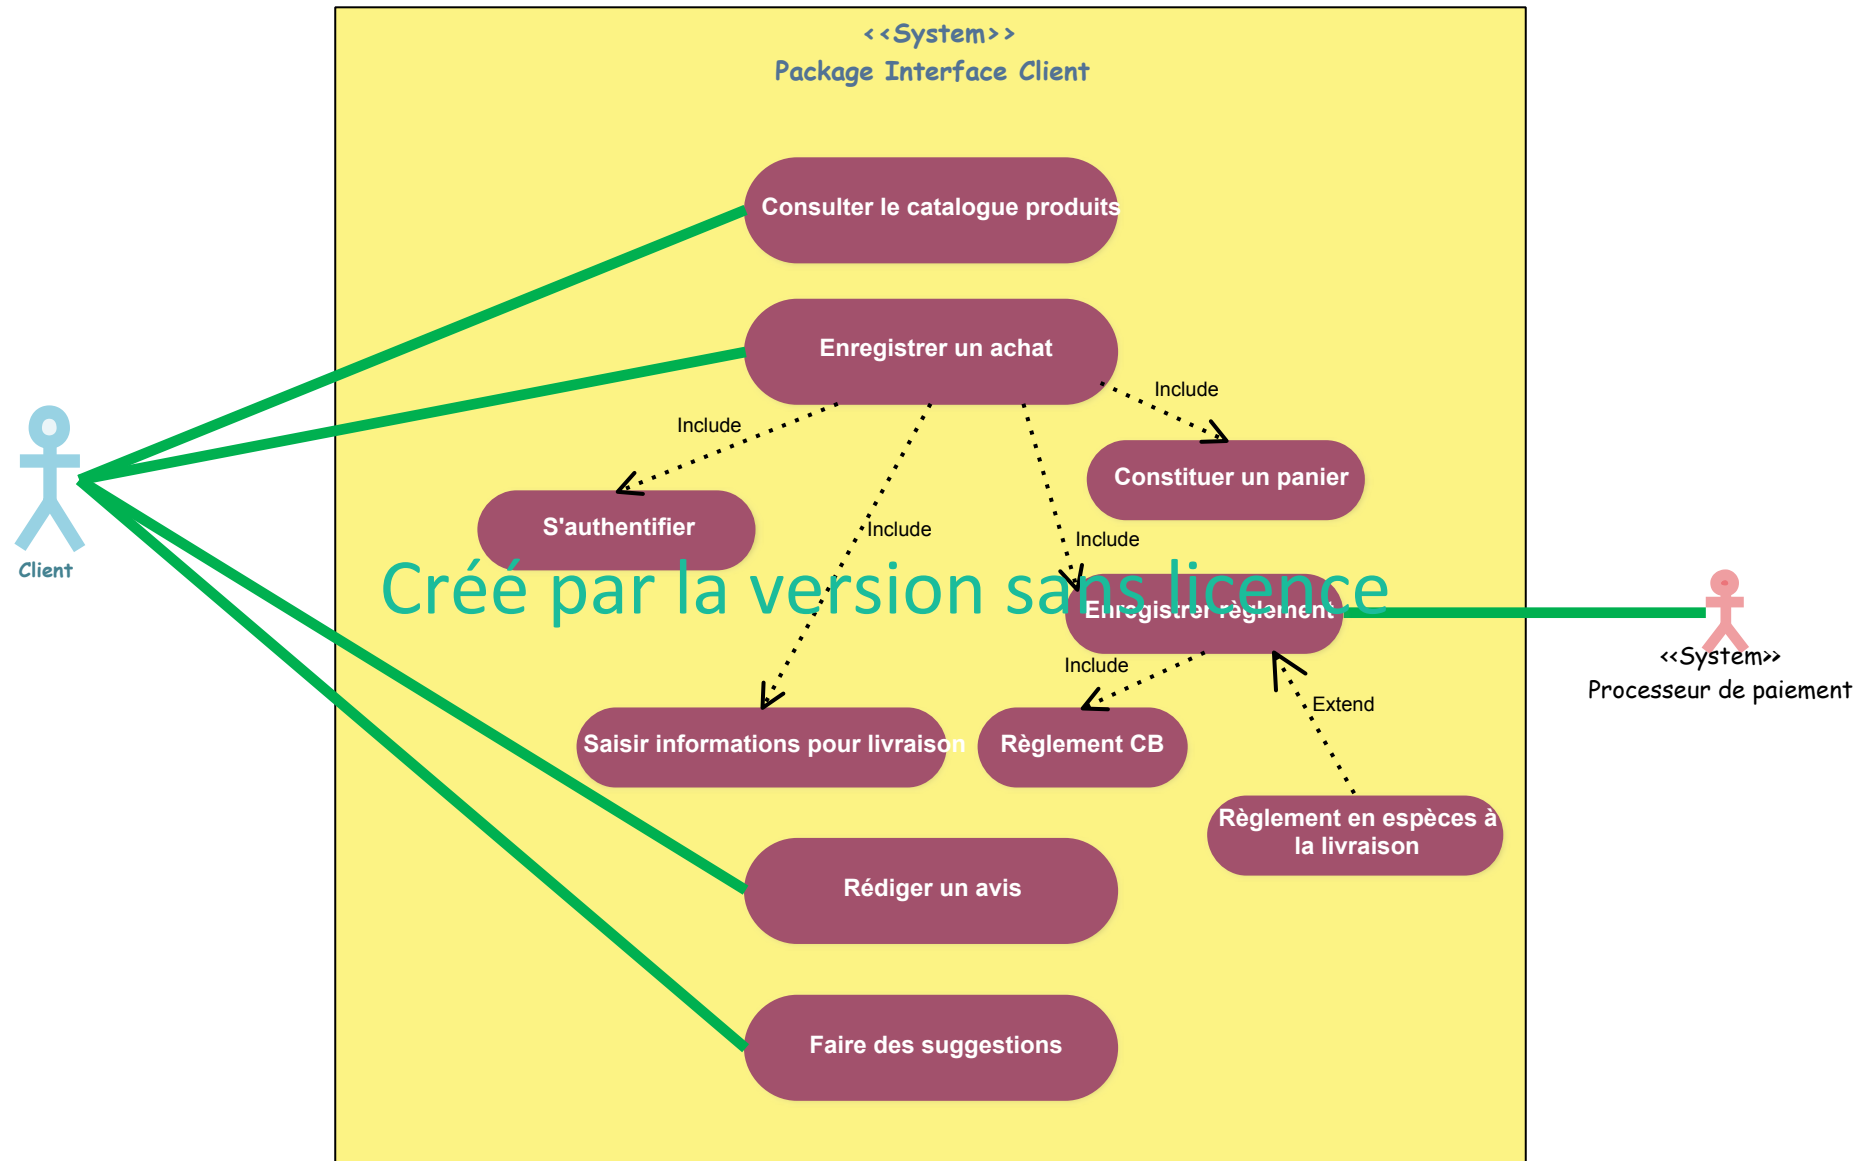 <<System>>
Package Interface Client
Consulter le catalogue produits
Enregistrer un achat
Include
Include
Constituer un panier
S'authentifier
Include
Include
Client
Créé par la version sans licence
Enregistrer règlement
<<System>>
Processeur de paiement
Include
Extend
Saisir informations pour livraison
Règlement CB
Règlement en espèces à
la livraison
Rédiger un avis
Faire des suggestions